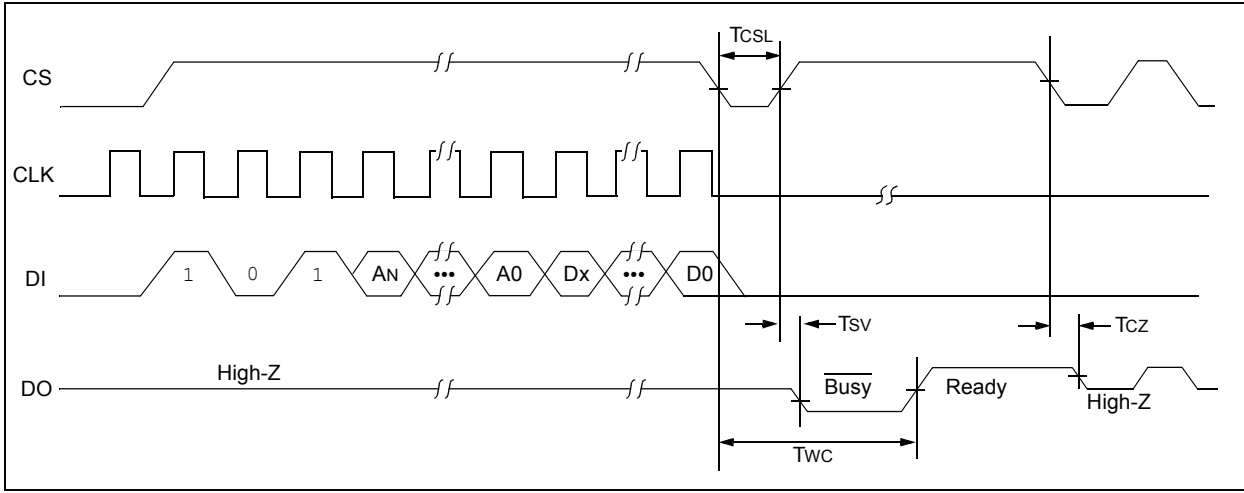 TCSL
CS
CLK
DI
1 0 1 AN ••• A0 Dx ••• D0
TSV
TCZ
DO
High-Z
Busy
Ready
High-Z
TWC